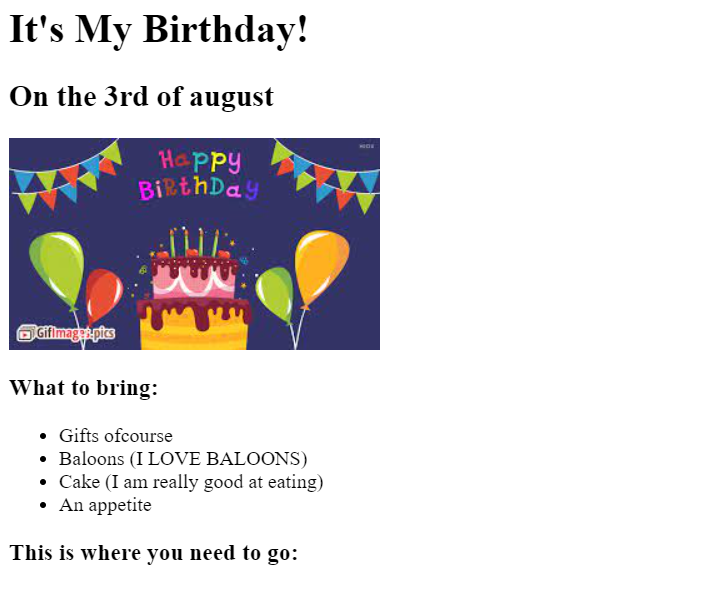 It's My Birthday!
On the 3rd of august
Happy
BirthDay
GifImages.pics
What to bring:
Gifts ofcourse
Baloons (I LOVE BALOONS)
Cake (I am really good at eating)
An appetite
This is where you need to go: